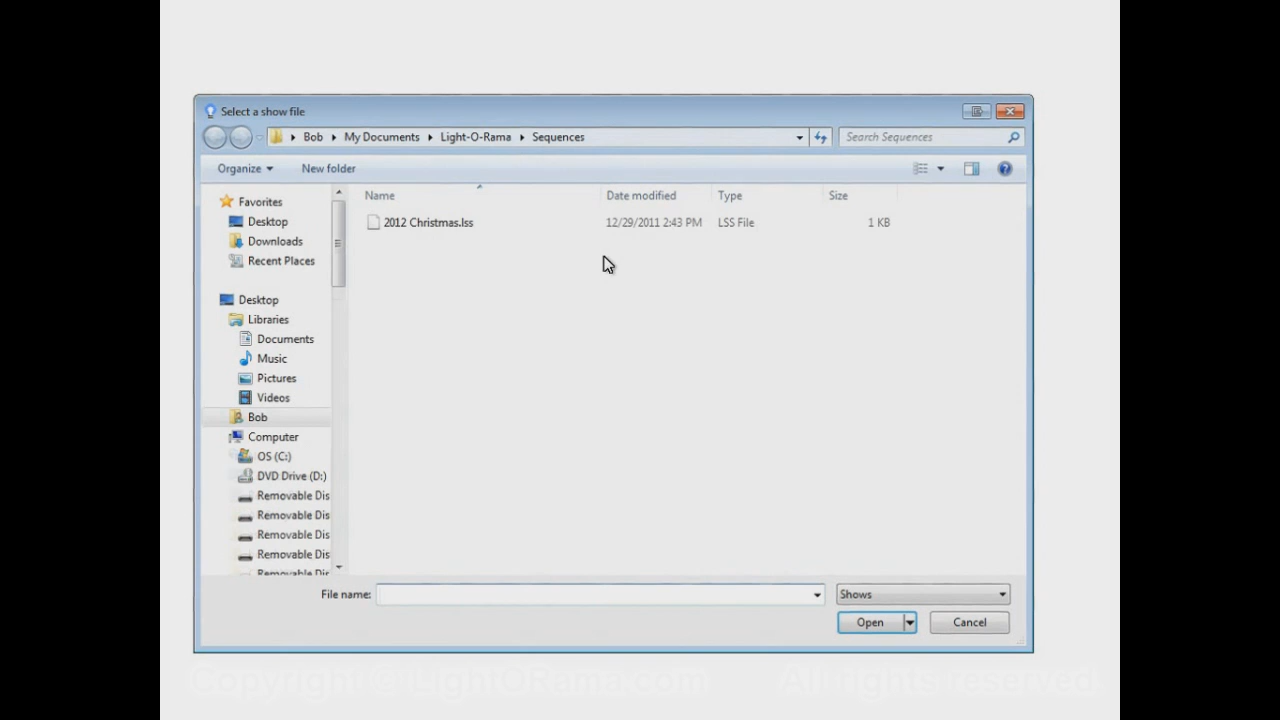 Select a show file
Bob My Documents Light-O-Rama Sequences Search Sequences
Organize New folder
Name Date modified Type Size
2012 Christmas.lss 12/29/2011 2:43 PM LSS File 1 KB
Favorites
Desktop
Downloads
Recent Places
Desktop
Libraries
Documents
Music
Pictures
Videos
Bob
Computer
OS (C:)
DVD Drive (D:)
Removable Dis
Removable Dis
Removable Dis
Removable Dis
Removable Dis
File name: Shows
Open Cancel
Copyright © LightORama.com All rights reserved.